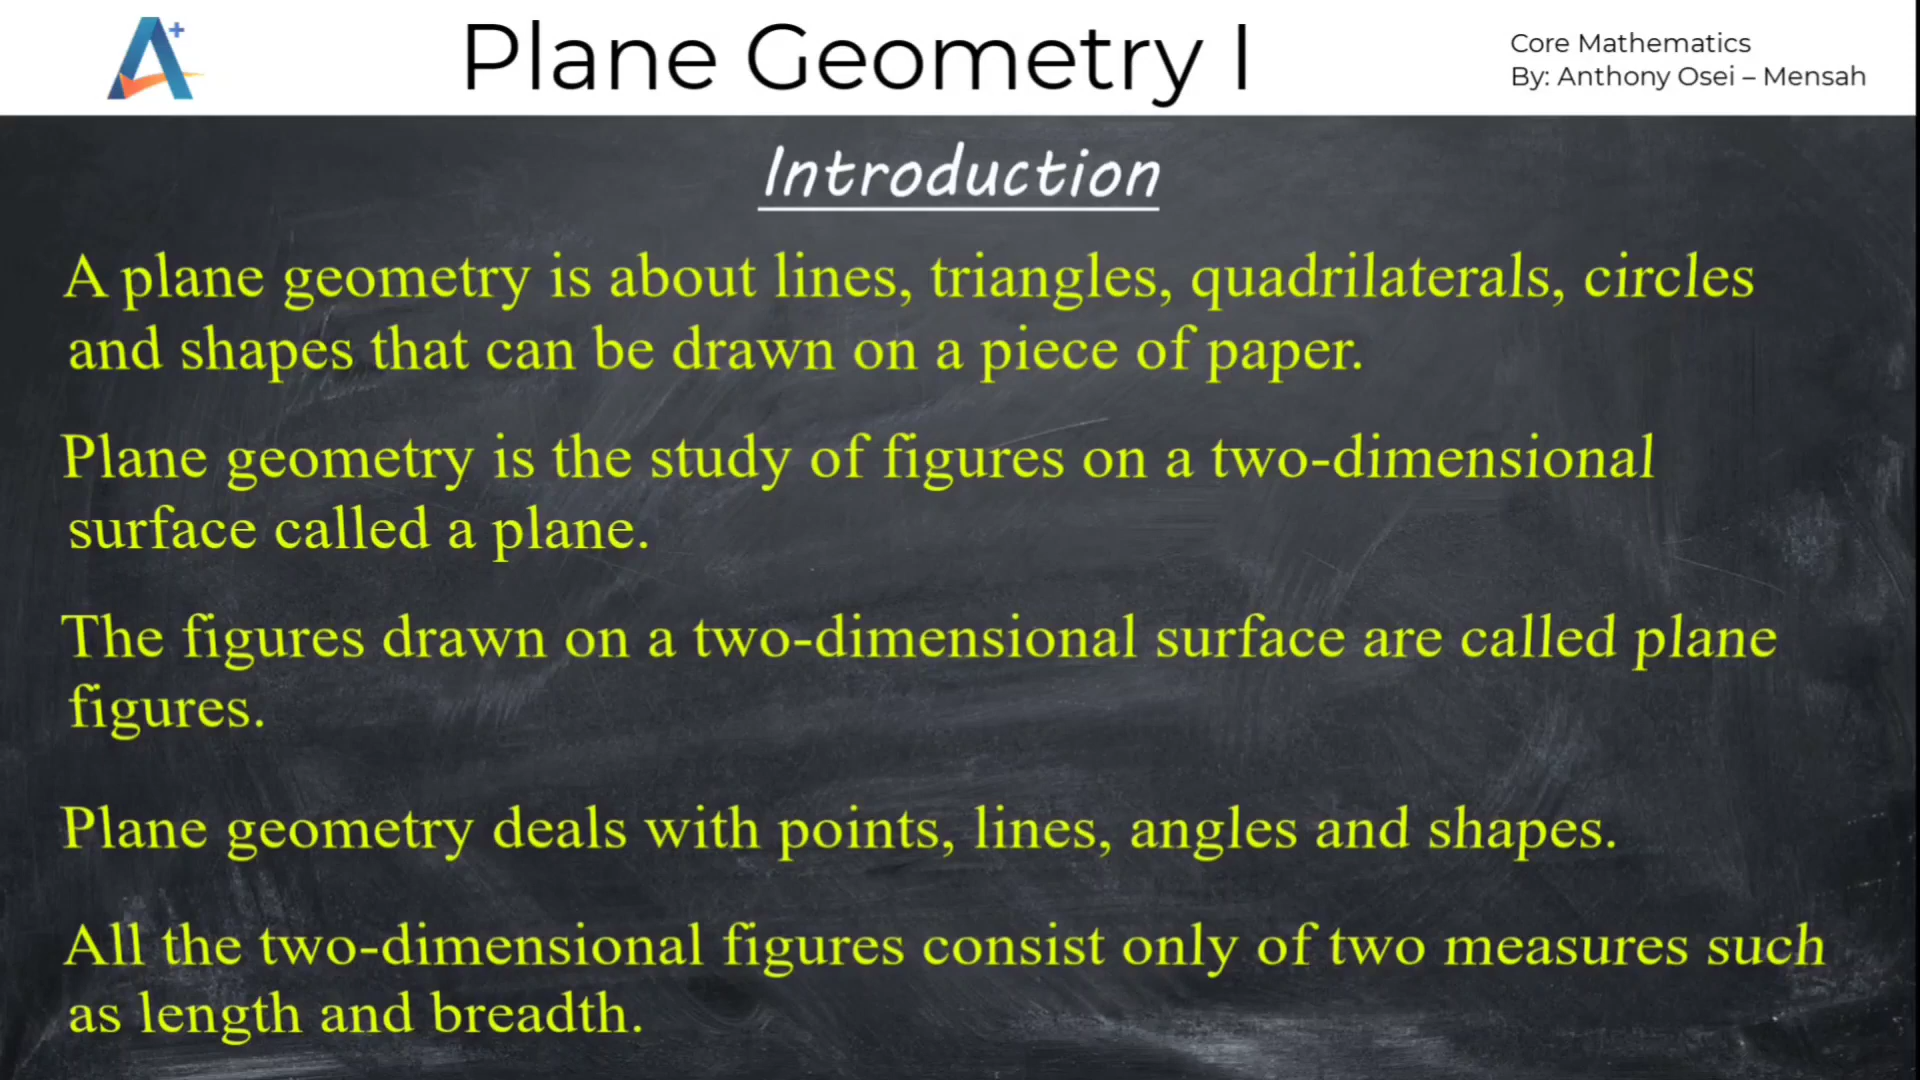 Plane Geometry I
Core Mathematics
By: Anthony Osei – Mensah
Introduction
A plane geometry is about lines, triangles, quadrilaterals, circles
and shapes that can be drawn on a piece of paper.
Plane geometry is the study of figures on a two-dimensional
surface called a plane.
The figures drawn on a two-dimensional surface are called plane
figures.
Plane geometry deals with points, lines, angles and shapes.
All the two-dimensional figures consist only of two measures such
as length and breadth.